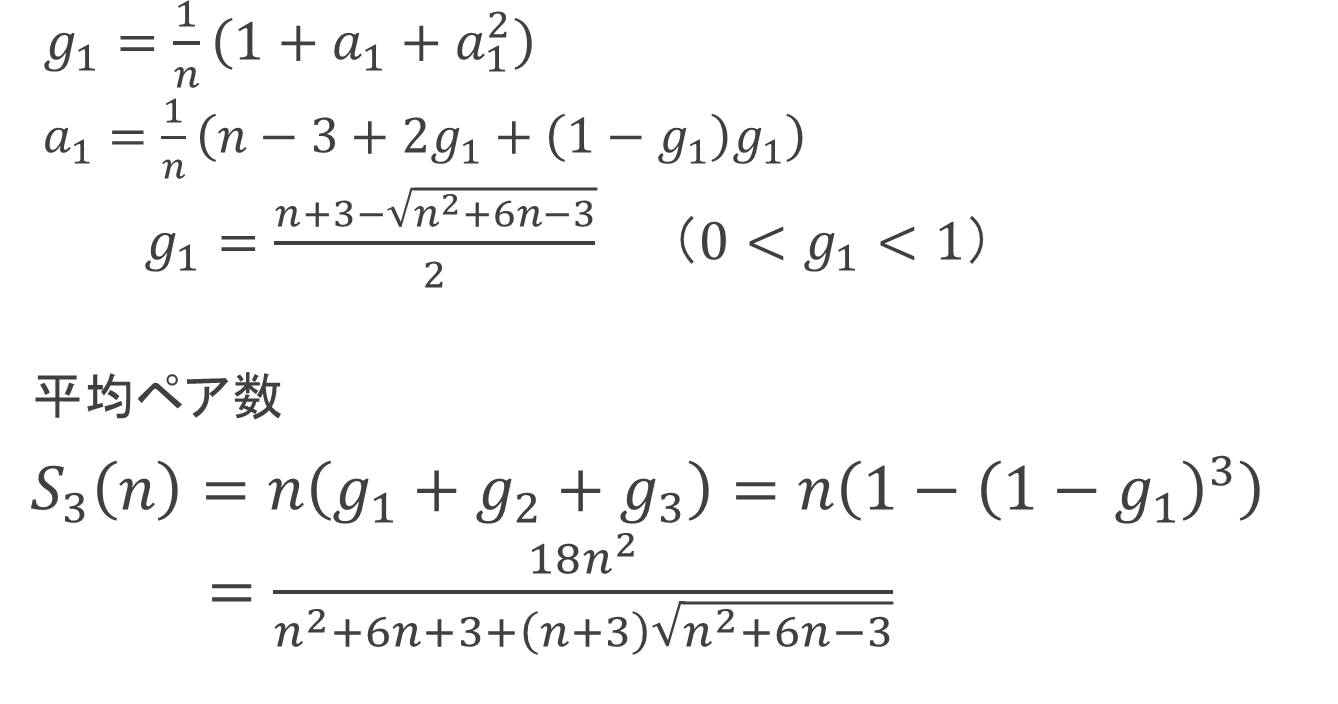 g₁ = 1/n (1 + a₁ + a₁²)
a₁ = 1/n (n − 3 + 2g₁ + (1 − g₁)g₁)
g₁ = (n+3−√(n²+6n−3))/2 （0 < g₁ < 1）
平均ペア数
S₃(n) = n(g₁ + g₂ + g₃) = n(1 − (1 − g₁)³)
= 18n²/(n²+6n+3+(n+3)√(n²+6n−3))